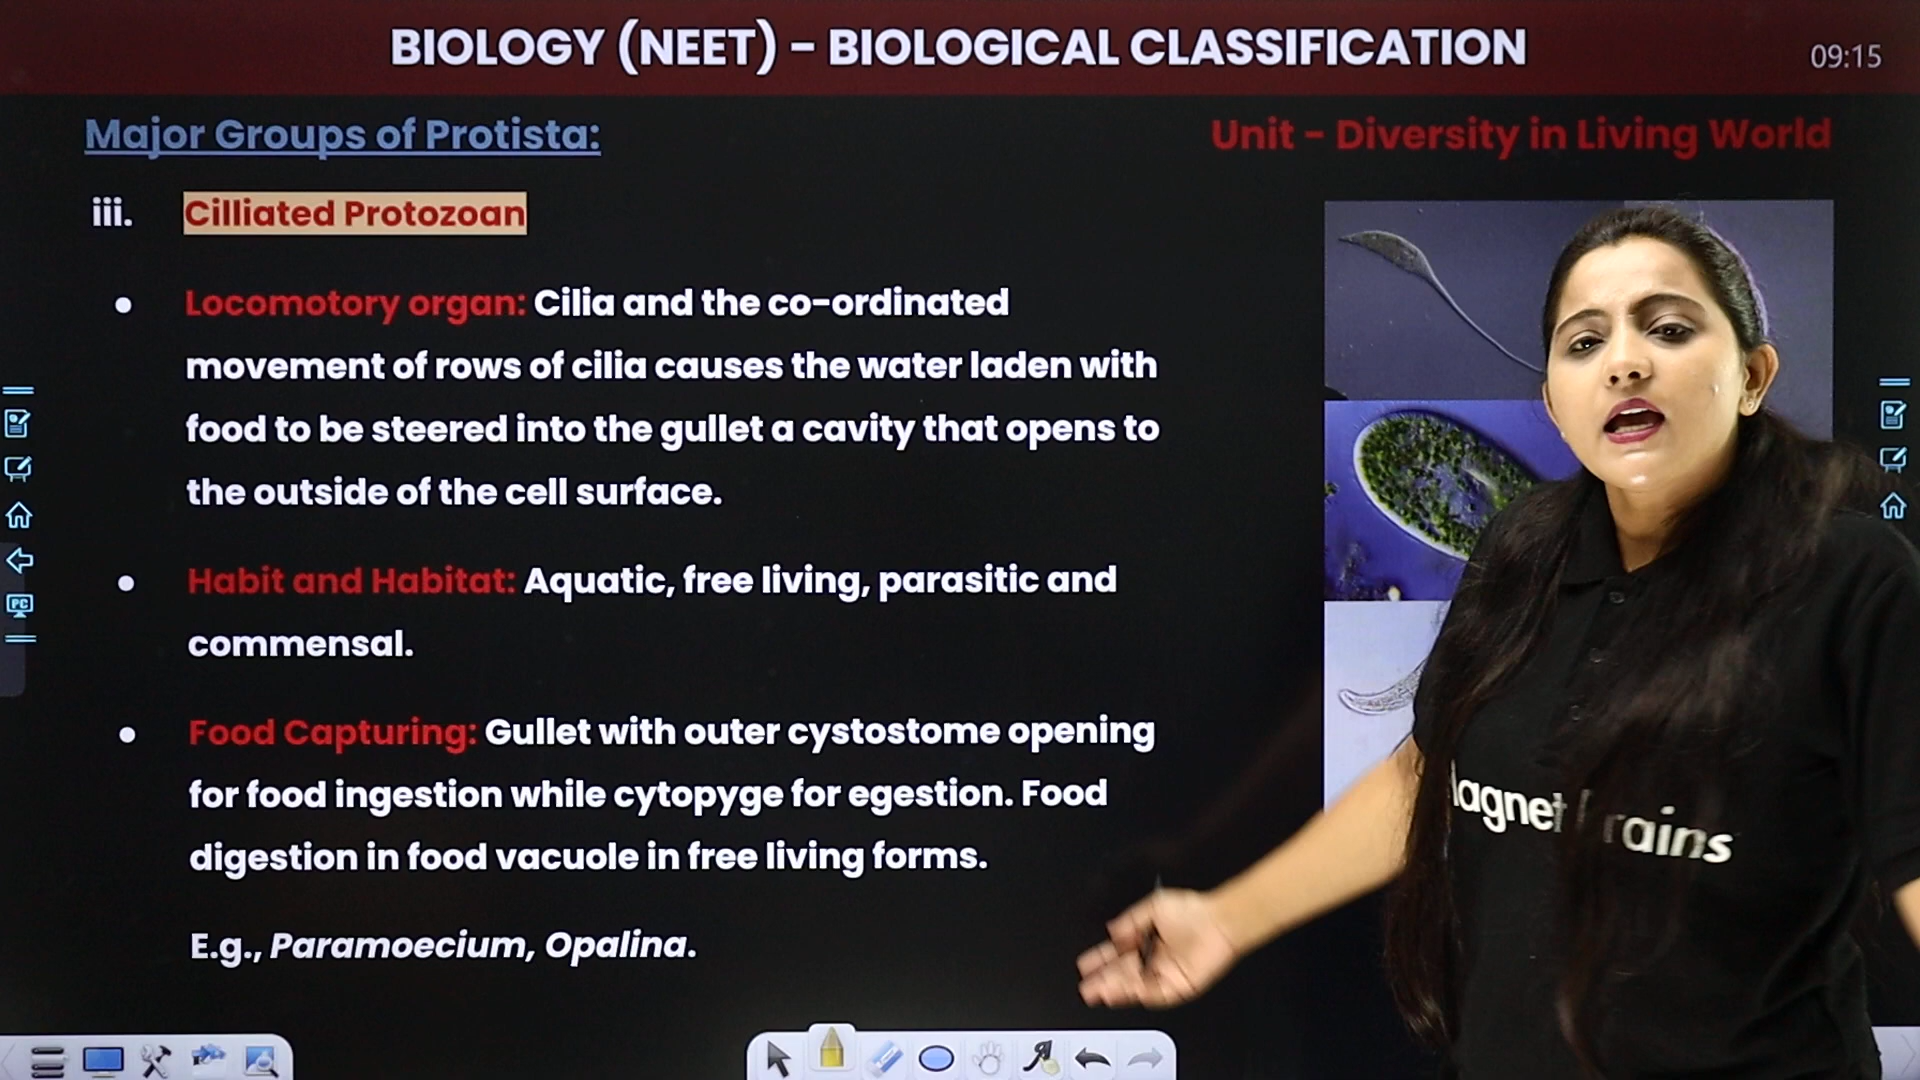 BIOLOGY (NEET) - BIOLOGICAL CLASSIFICATION
09:15
Major Groups of Protista:
Unit - Diversity in Living World
iii. Cilliated Protozoan
• Locomotory organ: Cilia and the co-ordinated
movement of rows of cilia causes the water laden with
food to be steered into the gullet a cavity that opens to
the outside of the cell surface.
• Habit and Habitat: Aquatic, free living, parasitic and
commensal.
• Food Capturing: Gullet with outer cystostome opening
for food ingestion while cytopyge for egestion. Food
digestion in food vacuole in free living forms.
E.g., Paramoecium, Opalina.
PC
agnet rains